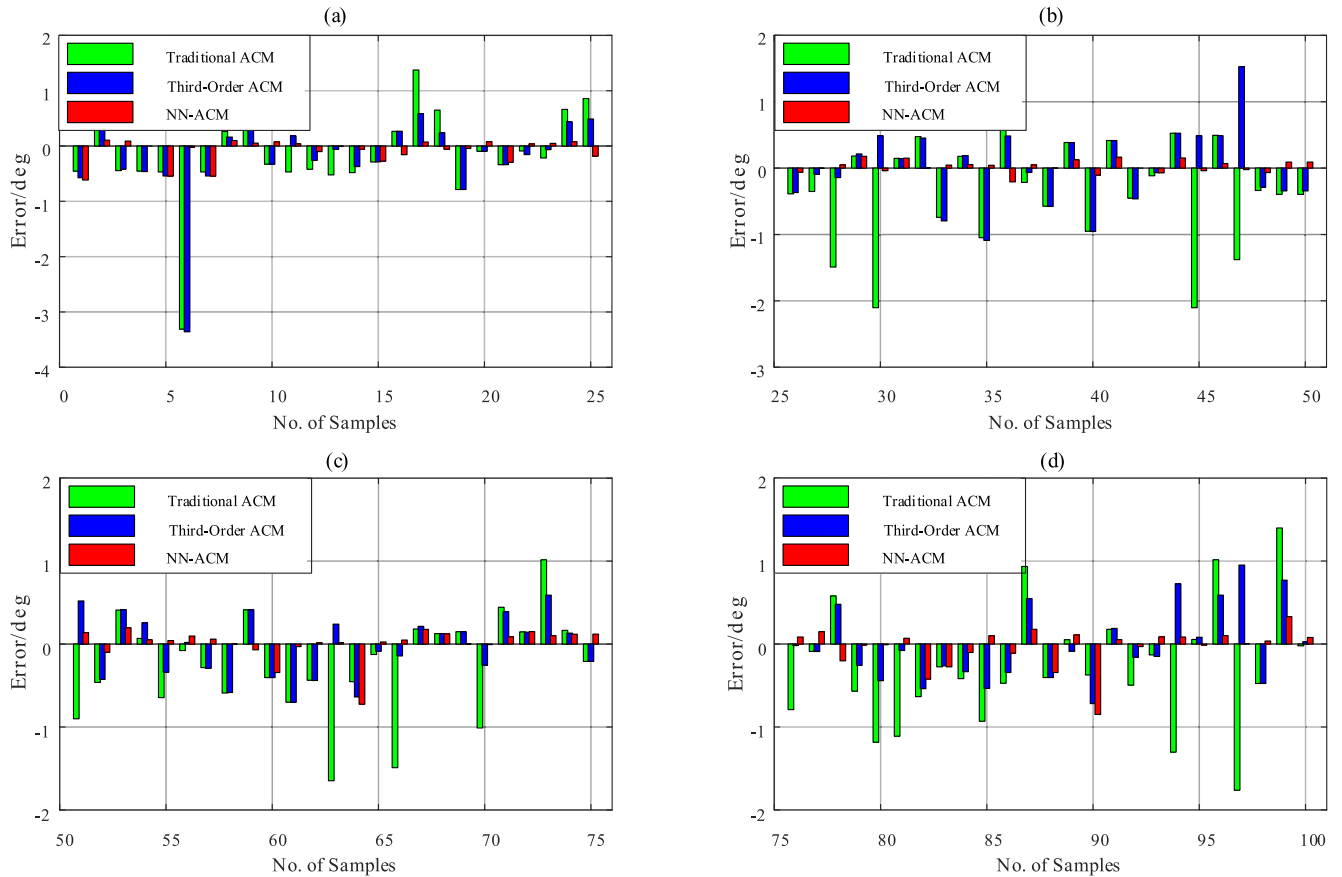 (a)
2
1
0
-1
-2
-3
-4
Error/deg
Traditional ACM
Third-Order ACM
NN-ACM
0 5 10 15 20 25
No. of Samples
(b)
2
1
0
-1
-2
-3
Error/deg
Traditional ACM
Third-Order ACM
NN-ACM
25 30 35 40 45 50
No. of Samples
(c)
2
1
0
-1
-2
Error/deg
Traditional ACM
Third-Order ACM
NN-ACM
50 55 60 65 70 75
No. of Samples
(d)
2
1
0
-1
-2
Error/deg
Traditional ACM
Third-Order ACM
NN-ACM
75 80 85 90 95 100
No. of Samples